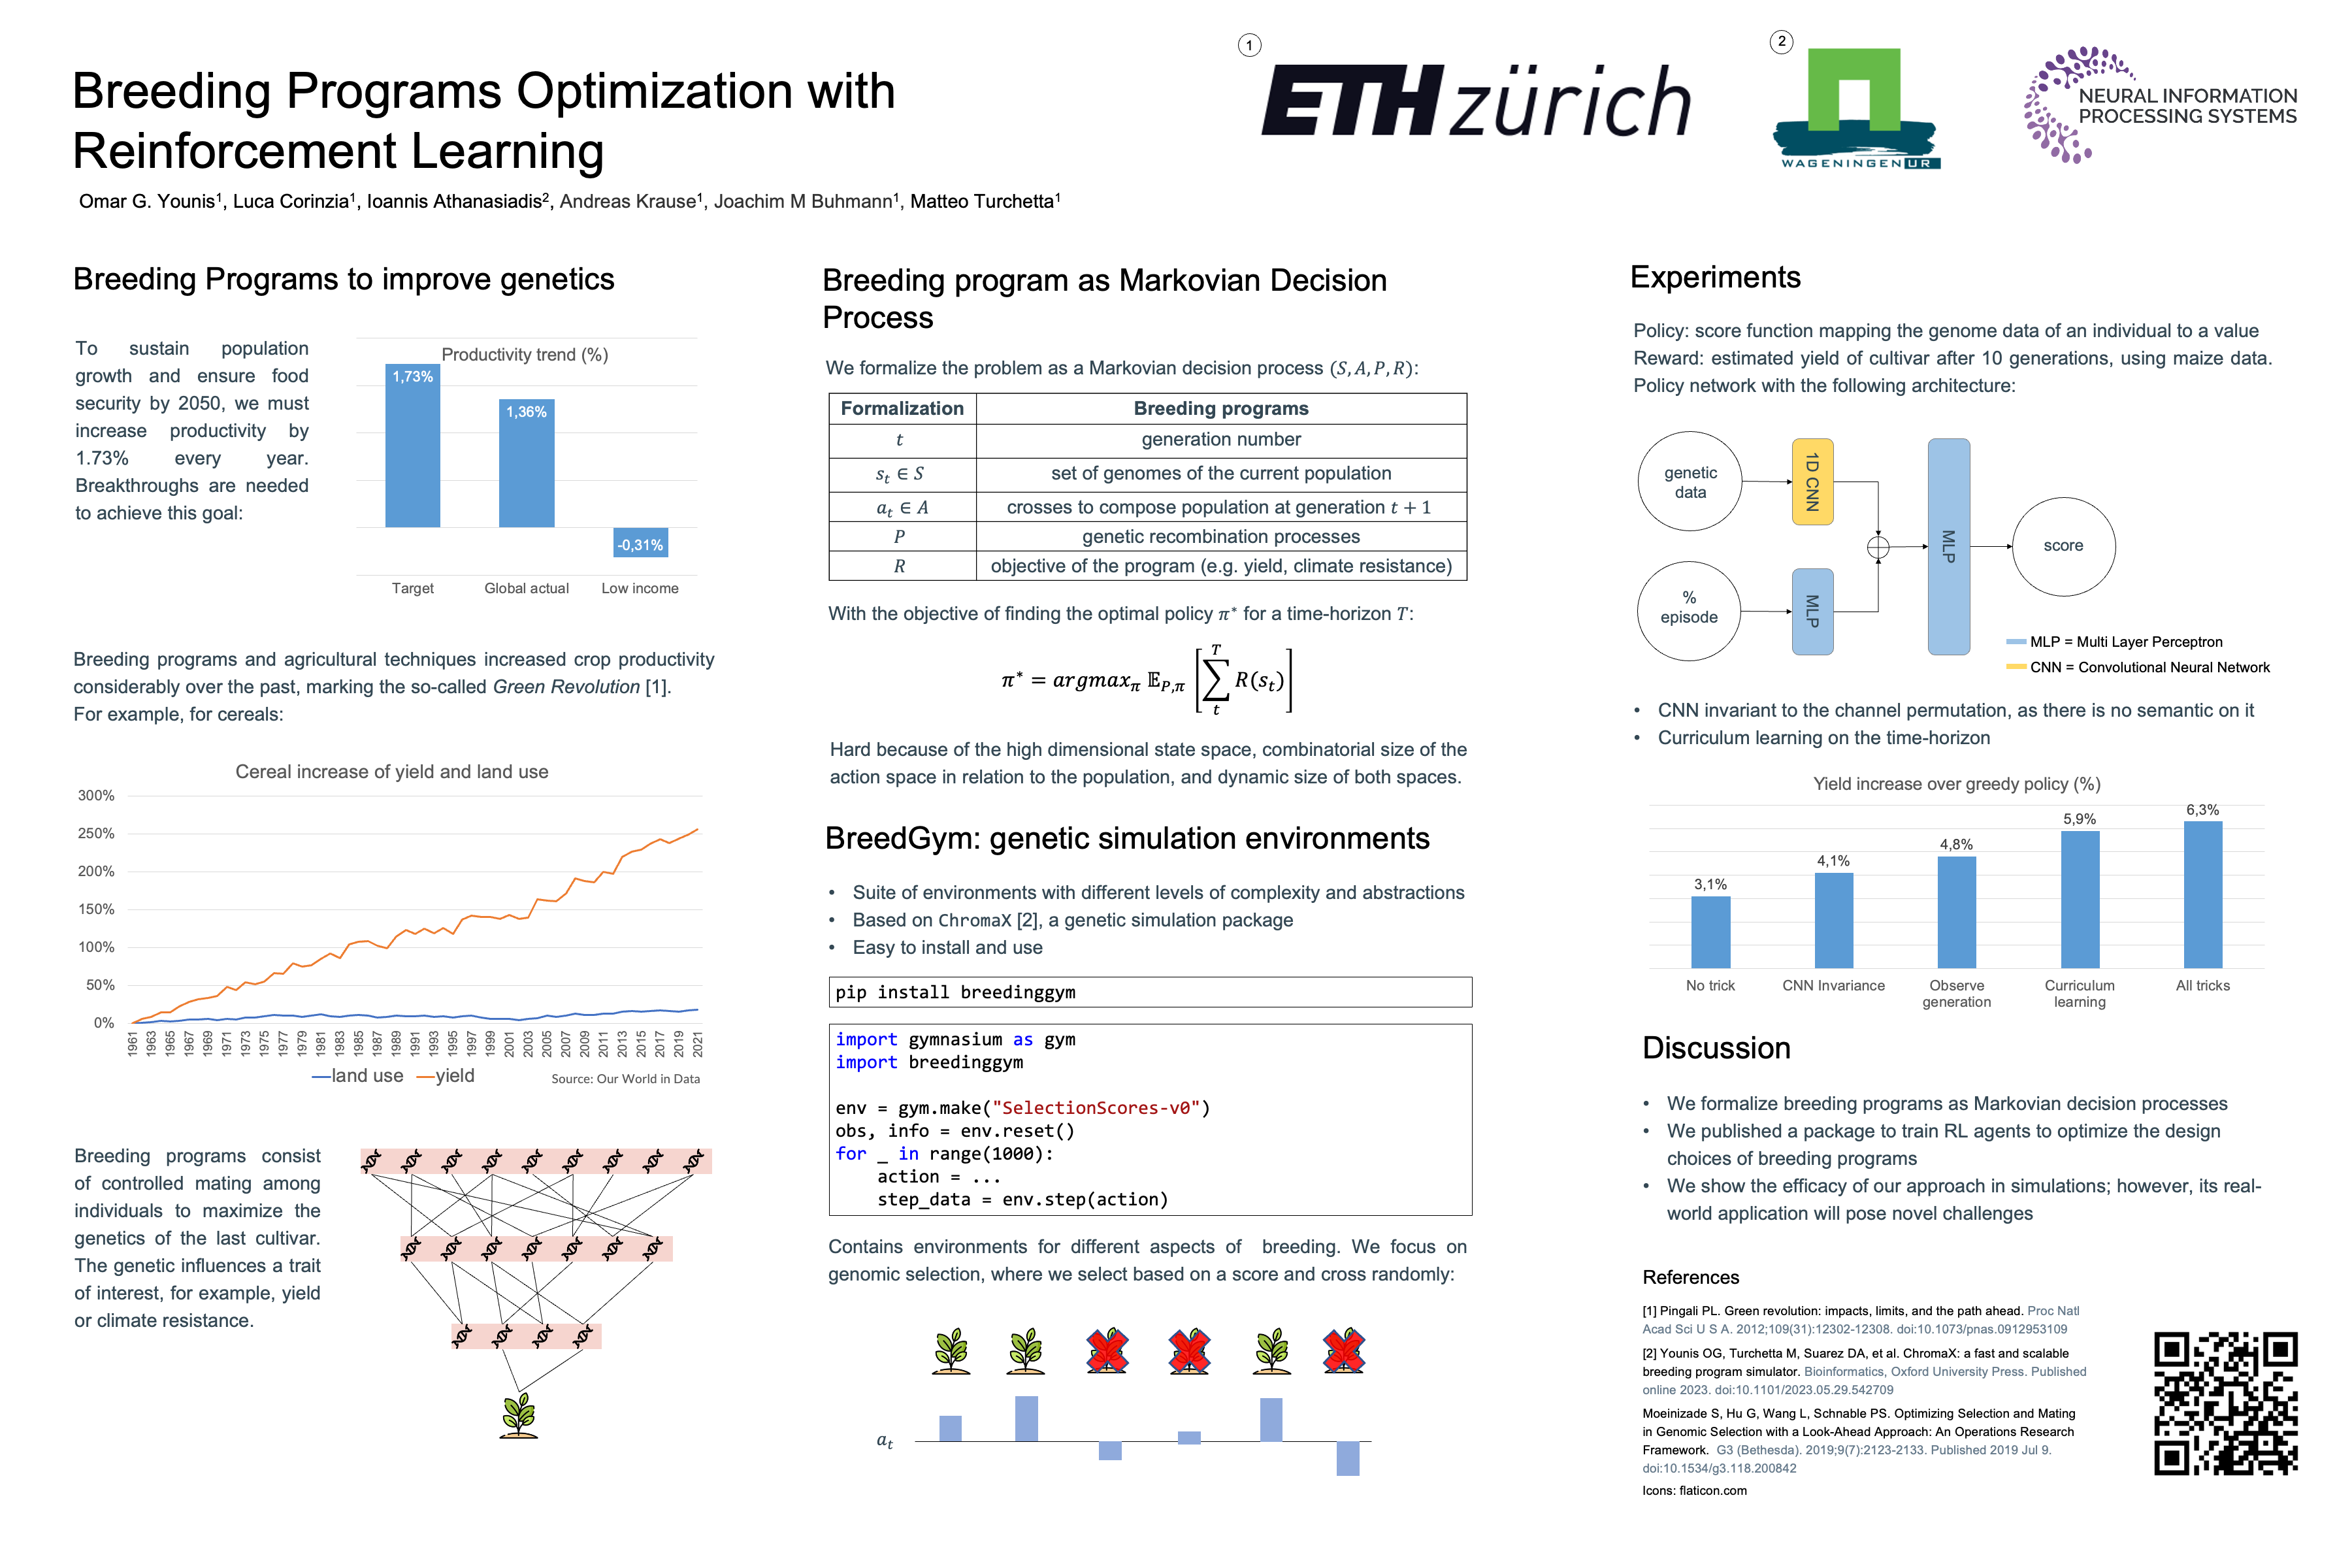 Breeding Programs Optimization with
Reinforcement Learning
Omar G. Younis¹, Luca Corinzia¹, Ioannis Athanasiadis², Andreas Krause¹, Joachim M Buhmann¹, Matteo Turchetta¹
1
ETH zürich
2
WAGENINGEN UR
NEURAL INFORMATION
PROCESSING SYSTEMS
Breeding Programs to improve genetics
To sustain population
growth and ensure food
security by 2050, we must
increase productivity by
1.73% every year.
Breakthroughs are needed
to achieve this goal:
Productivity trend (%)
1,73%
1,36%
-0,31%
Target
Global actual
Low income
Breeding programs and agricultural techniques increased crop productivity
considerably over the past, marking the so-called Green Revolution [1].
For example, for cereals:
Cereal increase of yield and land use
300%
250%
200%
150%
100%
50%
0%
1961 1963 1965 1967 1969 1971 1973 1975 1977 1979 1981 1983 1985 1987 1989 1991 1993 1995 1997 1999 2001 2003 2005 2007 2009 2011 2013 2015 2017 2019 2021
land use yield
Source: Our World in Data
Breeding programs consist
of controlled mating among
individuals to maximize the
genetics of the last cultivar.
The genetic influences a trait
of interest, for example, yield
or climate resistance.
Breeding program as Markovian Decision
Process
We formalize the problem as a Markovian decision process (S, A, P, R):
Formalization Breeding programs
t generation number
s_t ∈ S set of genomes of the current population
a_t ∈ A crosses to compose population at generation t + 1
P genetic recombination processes
R objective of the program (e.g. yield, climate resistance)
With the objective of finding the optimal policy π* for a time-horizon T:
π* = argmax_π 𝔼_{P,π} [∑_t^T R(s_t)]
Hard because of the high dimensional state space, combinatorial size of the
action space in relation to the population, and dynamic size of both spaces.
BreedGym: genetic simulation environments
• Suite of environments with different levels of complexity and abstractions
• Based on ChromaX [2], a genetic simulation package
• Easy to install and use
pip install breedinggym
import gymnasium as gym
import breedinggym
env = gym.make("SelectionScores-v0")
obs, info = env.reset()
for _ in range(1000):
    action = ...
    step_data = env.step(action)
Contains environments for different aspects of breeding. We focus on
genomic selection, where we select based on a score and cross randomly:
a_t
Experiments
Policy: score function mapping the genome data of an individual to a value
Reward: estimated yield of cultivar after 10 generations, using maize data.
Policy network with the following architecture:
genetic
data
1D CNN
%
episode
MLP
MLP
score
MLP = Multi Layer Perceptron
CNN = Convolutional Neural Network
• CNN invariant to the channel permutation, as there is no semantic on it
• Curriculum learning on the time-horizon
Yield increase over greedy policy (%)
3,1%
4,1%
4,8%
5,9%
6,3%
No trick
CNN Invariance
Observe
generation
Curriculum
learning
All tricks
Discussion
• We formalize breeding programs as Markovian decision processes
• We published a package to train RL agents to optimize the design
choices of breeding programs
• We show the efficacy of our approach in simulations; however, its real-
world application will pose novel challenges
References
[1] Pingali PL. Green revolution: impacts, limits, and the path ahead. Proc Natl
Acad Sci U S A. 2012;109(31):12302-12308. doi:10.1073/pnas.0912953109
[2] Younis OG, Turchetta M, Suarez DA, et al. ChromaX: a fast and scalable
breeding program simulator. Bioinformatics, Oxford University Press. Published
online 2023. doi:10.1101/2023.05.29.542709
Moeinizade S, Hu G, Wang L, Schnable PS. Optimizing Selection and Mating
in Genomic Selection with a Look-Ahead Approach: An Operations Research
Framework. G3 (Bethesda). 2019;9(7):2123-2133. Published 2019 Jul 9.
doi:10.1534/g3.118.200842
Icons: flaticon.com